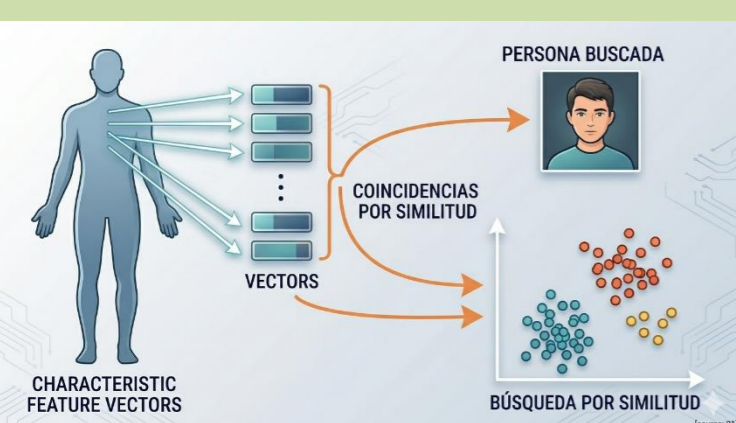 PERSONA BUSCADA
COINCIDENCIAS
POR SIMILITUD
VECTORS
CHARACTERISTIC
FEATURE VECTORS
BÚSQUEDA POR SIMILITUD